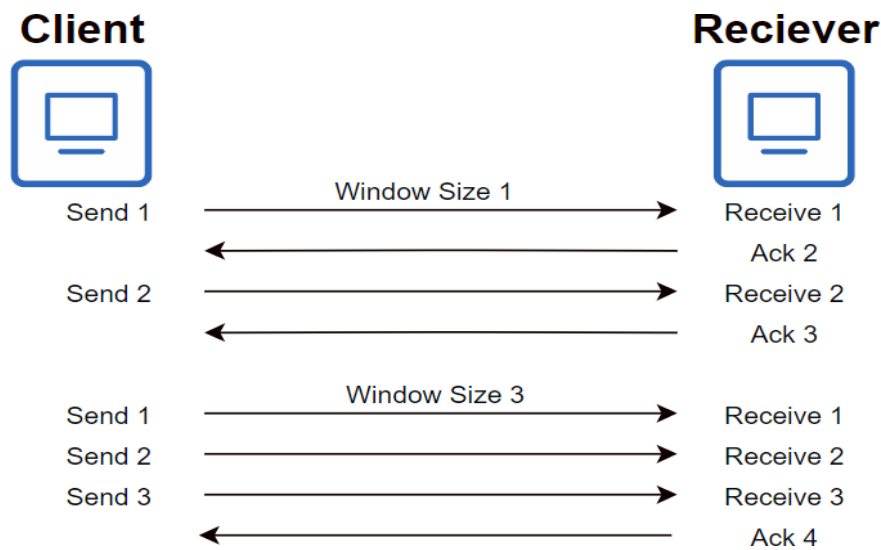 Client Reciever
Window Size 1
Send 1 Receive 1
Ack 2
Send 2 Receive 2
Ack 3
Window Size 3
Send 1 Receive 1
Send 2 Receive 2
Send 3 Receive 3
Ack 4